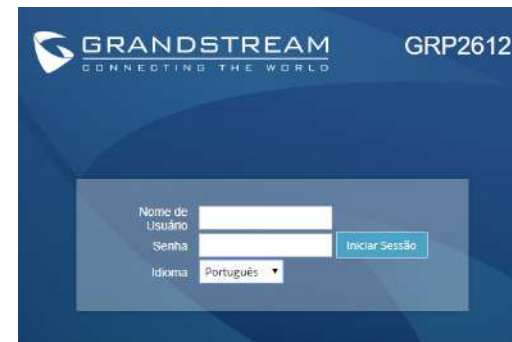 GRANDSTREAM
CONNECTING THE WORLD
GRP2612
Nome de
Usuário
Senha
Iniciar Sessão
Idioma
Português